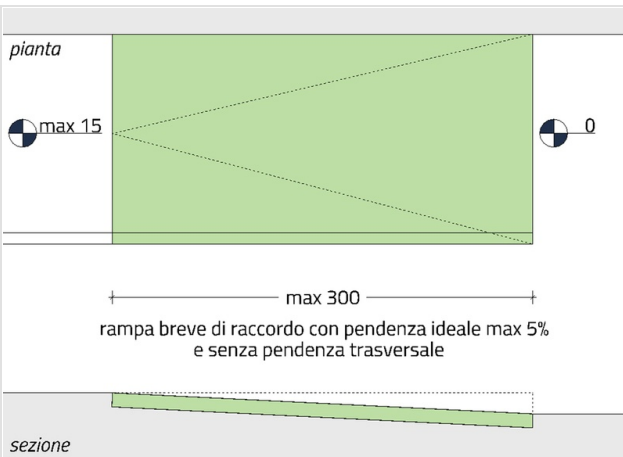 pianta
max 15
0
max 300
rampa breve di raccordo con pendenza ideale max 5%
e senza pendenza trasversale
sezione